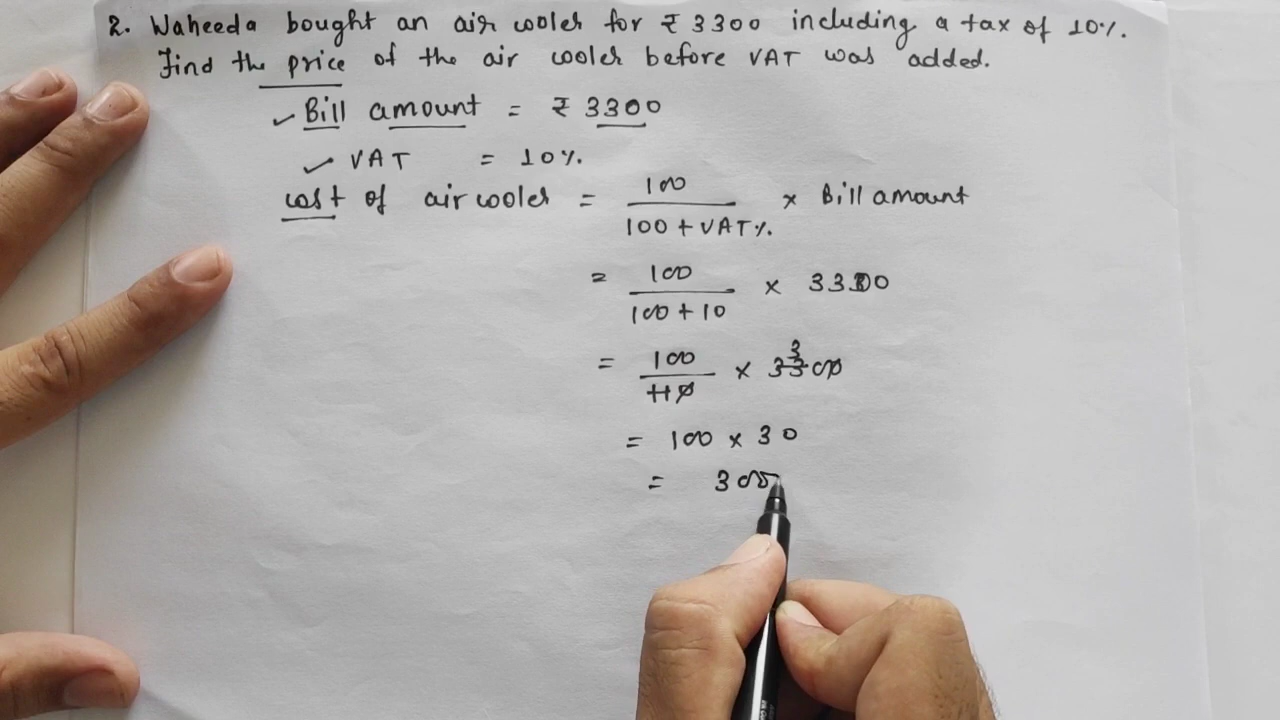 2. Waheeda bought an air cooler for ₹ 3300 including a tax of 10%.
Find the price of the air cooler before VAT was added.
✓ Bill amount = ₹ 3300
✓ VAT = 10%.
cost of air cooler = 100 / 100 + VAT% × Bill amount
= 100 / 100 + 10 × 3300
= 100 / 110 × 3300 3
= 100 × 30
= 300